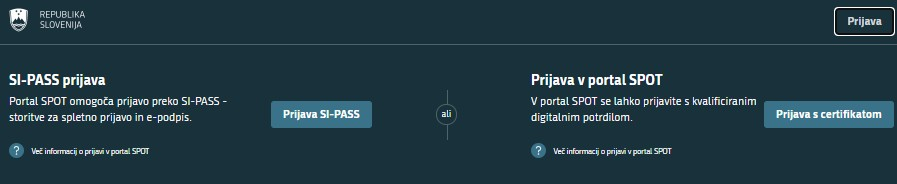 REPUBLIKA
SLOVENIJA
Prijava
SI-PASS prijava
Portal SPOT omogoča prijavo preko SI-PASS -
storitve za spletno prijavo in e-podpis.
Prijava SI-PASS
? Več informacij o prijavi v portal SPOT
ali
Prijava v portal SPOT
V portal SPOT se lahko prijavite s kvalificiranim
digitalnim potrdilom.
Prijava s certifikatom
? Več informacij o prijavi v portal SPOT